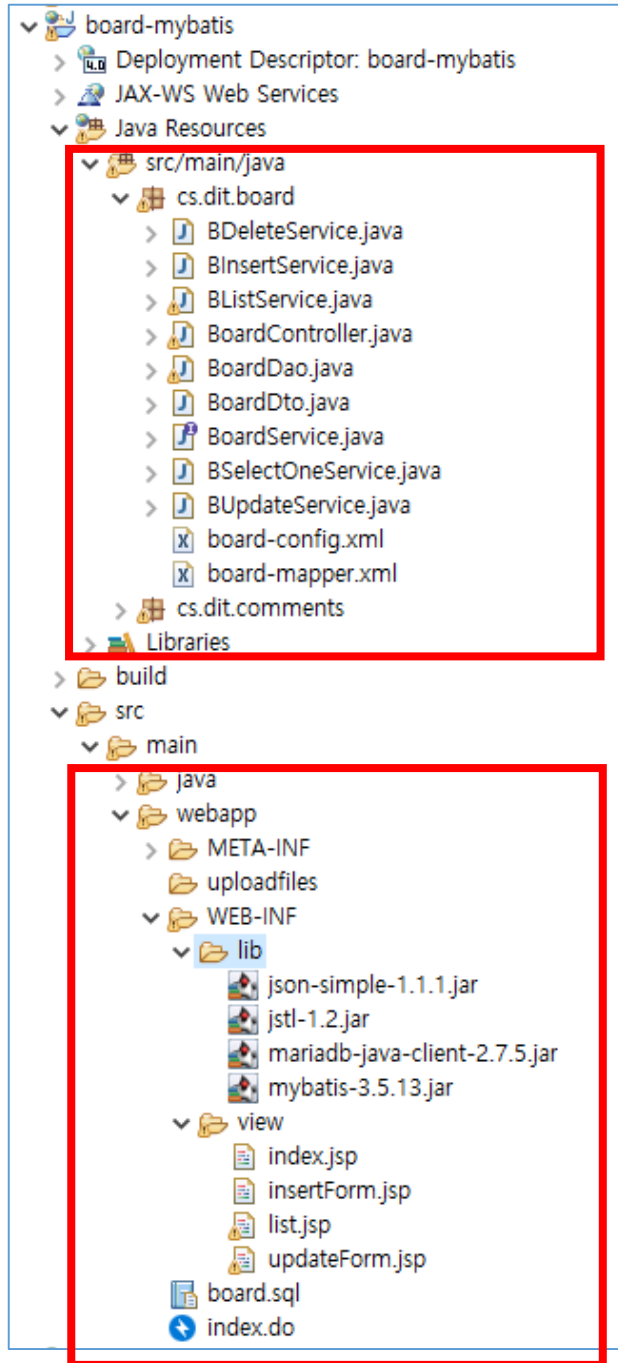 board-mybatis
4.0 Deployment Descriptor: board-mybatis
JAX-WS Web Services
Java Resources
src/main/java
cs.dit.board
J BDeleteService.java
J BInsertService.java
J BListService.java
J BoardController.java
J BoardDao.java
J BoardDto.java
J BoardService.java
J BSelectOneService.java
J BUpdateService.java
x board-config.xml
x board-mapper.xml
cs.dit.comments
Libraries
build
src
main
java
webapp
META-INF
uploadfiles
WEB-INF
lib
json-simple-1.1.1.jar
jstl-1.2.jar
mariadb-java-client-2.7.5.jar
mybatis-3.5.13.jar
view
index.jsp
insertForm.jsp
list.jsp
updateForm.jsp
board.sql
index.do